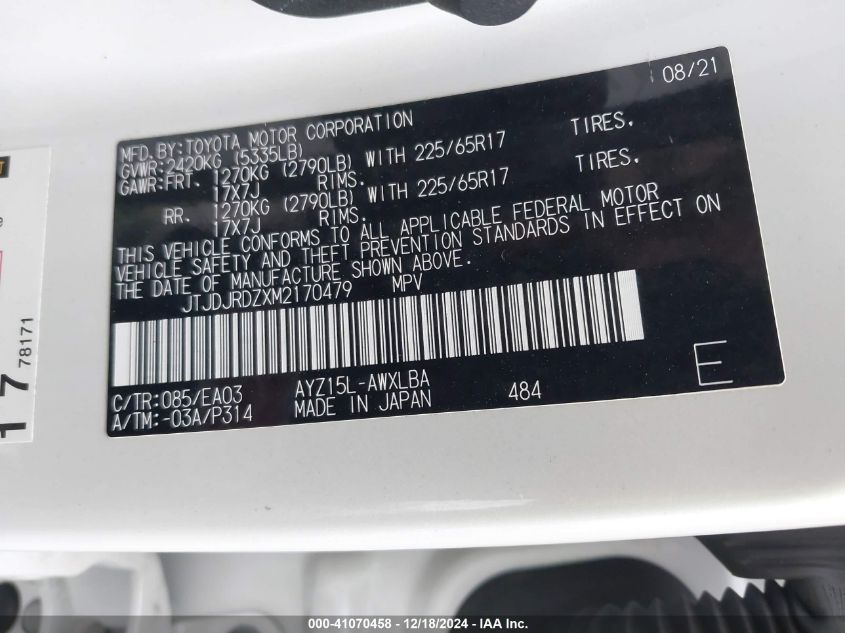 08/21
MFD.BY:TOYOTA MOTOR CORPORATION
GVWR:2420KG (5335LB)
GAWR:FRT. 1270KG (2790LB) WITH 225/65R17 TIRES.
17X7J RIMS.
RR. 1270KG (2790LB) WITH 225/65R17 TIRES.
17X7J RIMS.
THIS VEHICLE CONFORMS TO ALL APPLICABLE FEDERAL MOTOR
VEHICLE SAFETY AND THEFT PREVENTION STANDARDS IN EFFECT ON
THE DATE OF MANUFACTURE SHOWN ABOVE.
JTJDJRDZXM2170479 MPV
C/TR:085/EA03 AYZ15L-AWXLBA
A/TM:-03A/P314 MADE IN JAPAN 484
E
17
78171
000-41070458 - 12/18/2024 - IAA Inc.